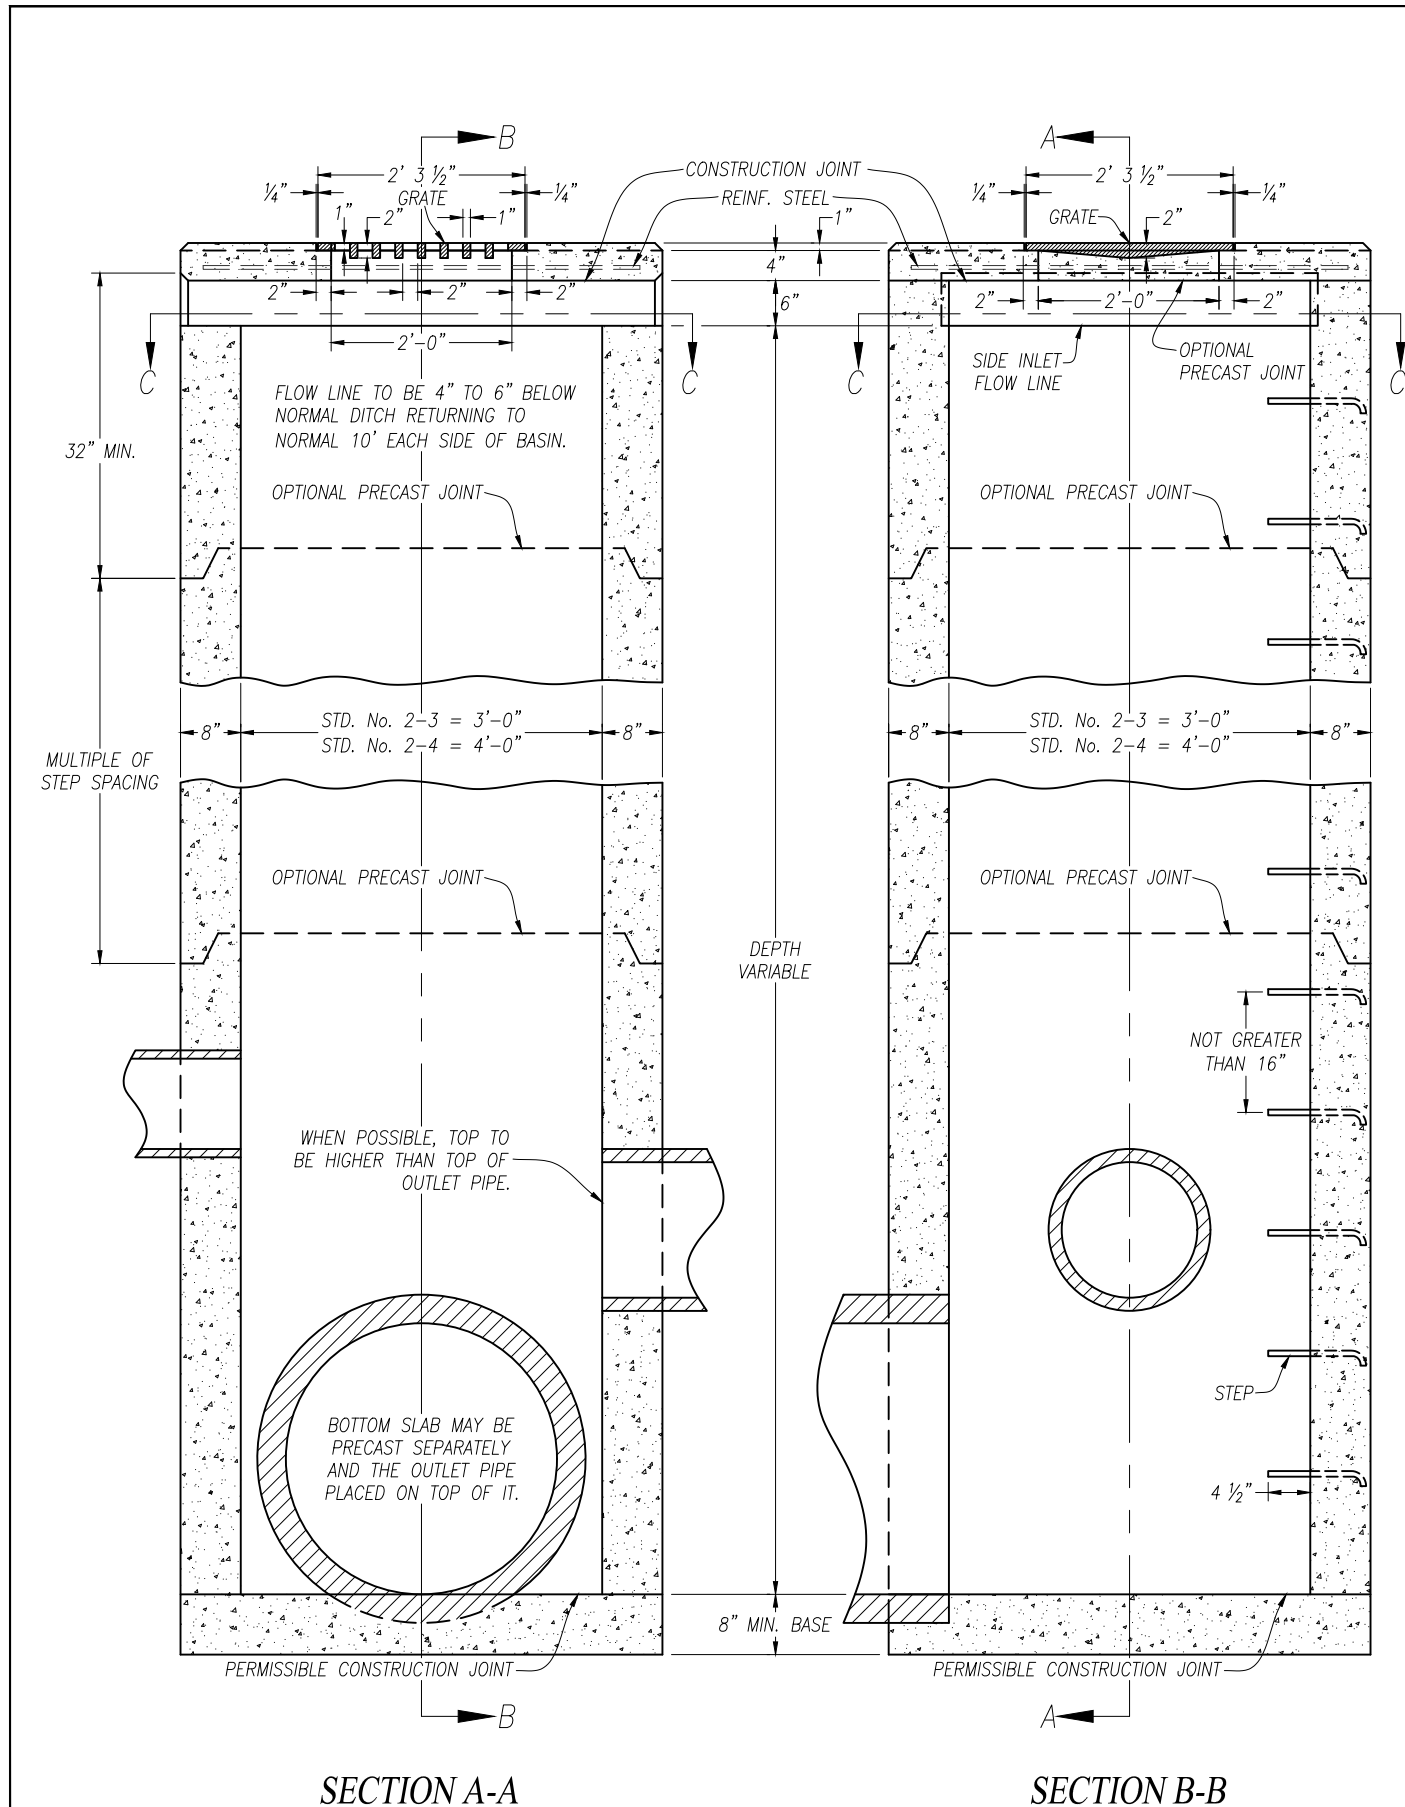 B
A
2' 3 ½"
¼"
¼"
GRATE
1"
2"
1"
CONSTRUCTION JOINT
REINF. STEEL
1"
2' 3 ½"
¼"
¼"
GRATE
2"
4"
6"
2"
2"
2"
2'-0"
2"
2'-0"
2"
C
C
C
C
SIDE INLET
FLOW LINE
OPTIONAL
PRECAST JOINT
FLOW LINE TO BE 4" TO 6" BELOW
NORMAL DITCH RETURNING TO
NORMAL 10' EACH SIDE OF BASIN.
32" MIN.
OPTIONAL PRECAST JOINT
OPTIONAL PRECAST JOINT
8"
STD. No. 2-3 = 3'-0"
STD. No. 2-4 = 4'-0"
8"
8"
STD. No. 2-3 = 3'-0"
STD. No. 2-4 = 4'-0"
8"
MULTIPLE OF
STEP SPACING
OPTIONAL PRECAST JOINT
OPTIONAL PRECAST JOINT
DEPTH
VARIABLE
NOT GREATER
THAN 16"
WHEN POSSIBLE, TOP TO
BE HIGHER THAN TOP OF
OUTLET PIPE.
STEP
BOTTOM SLAB MAY BE
PRECAST SEPARATELY
AND THE OUTLET PIPE
PLACED ON TOP OF IT.
4 ½"
8" MIN. BASE
PERMISSIBLE CONSTRUCTION JOINT
PERMISSIBLE CONSTRUCTION JOINT
B
A
SECTION A-A
SECTION B-B